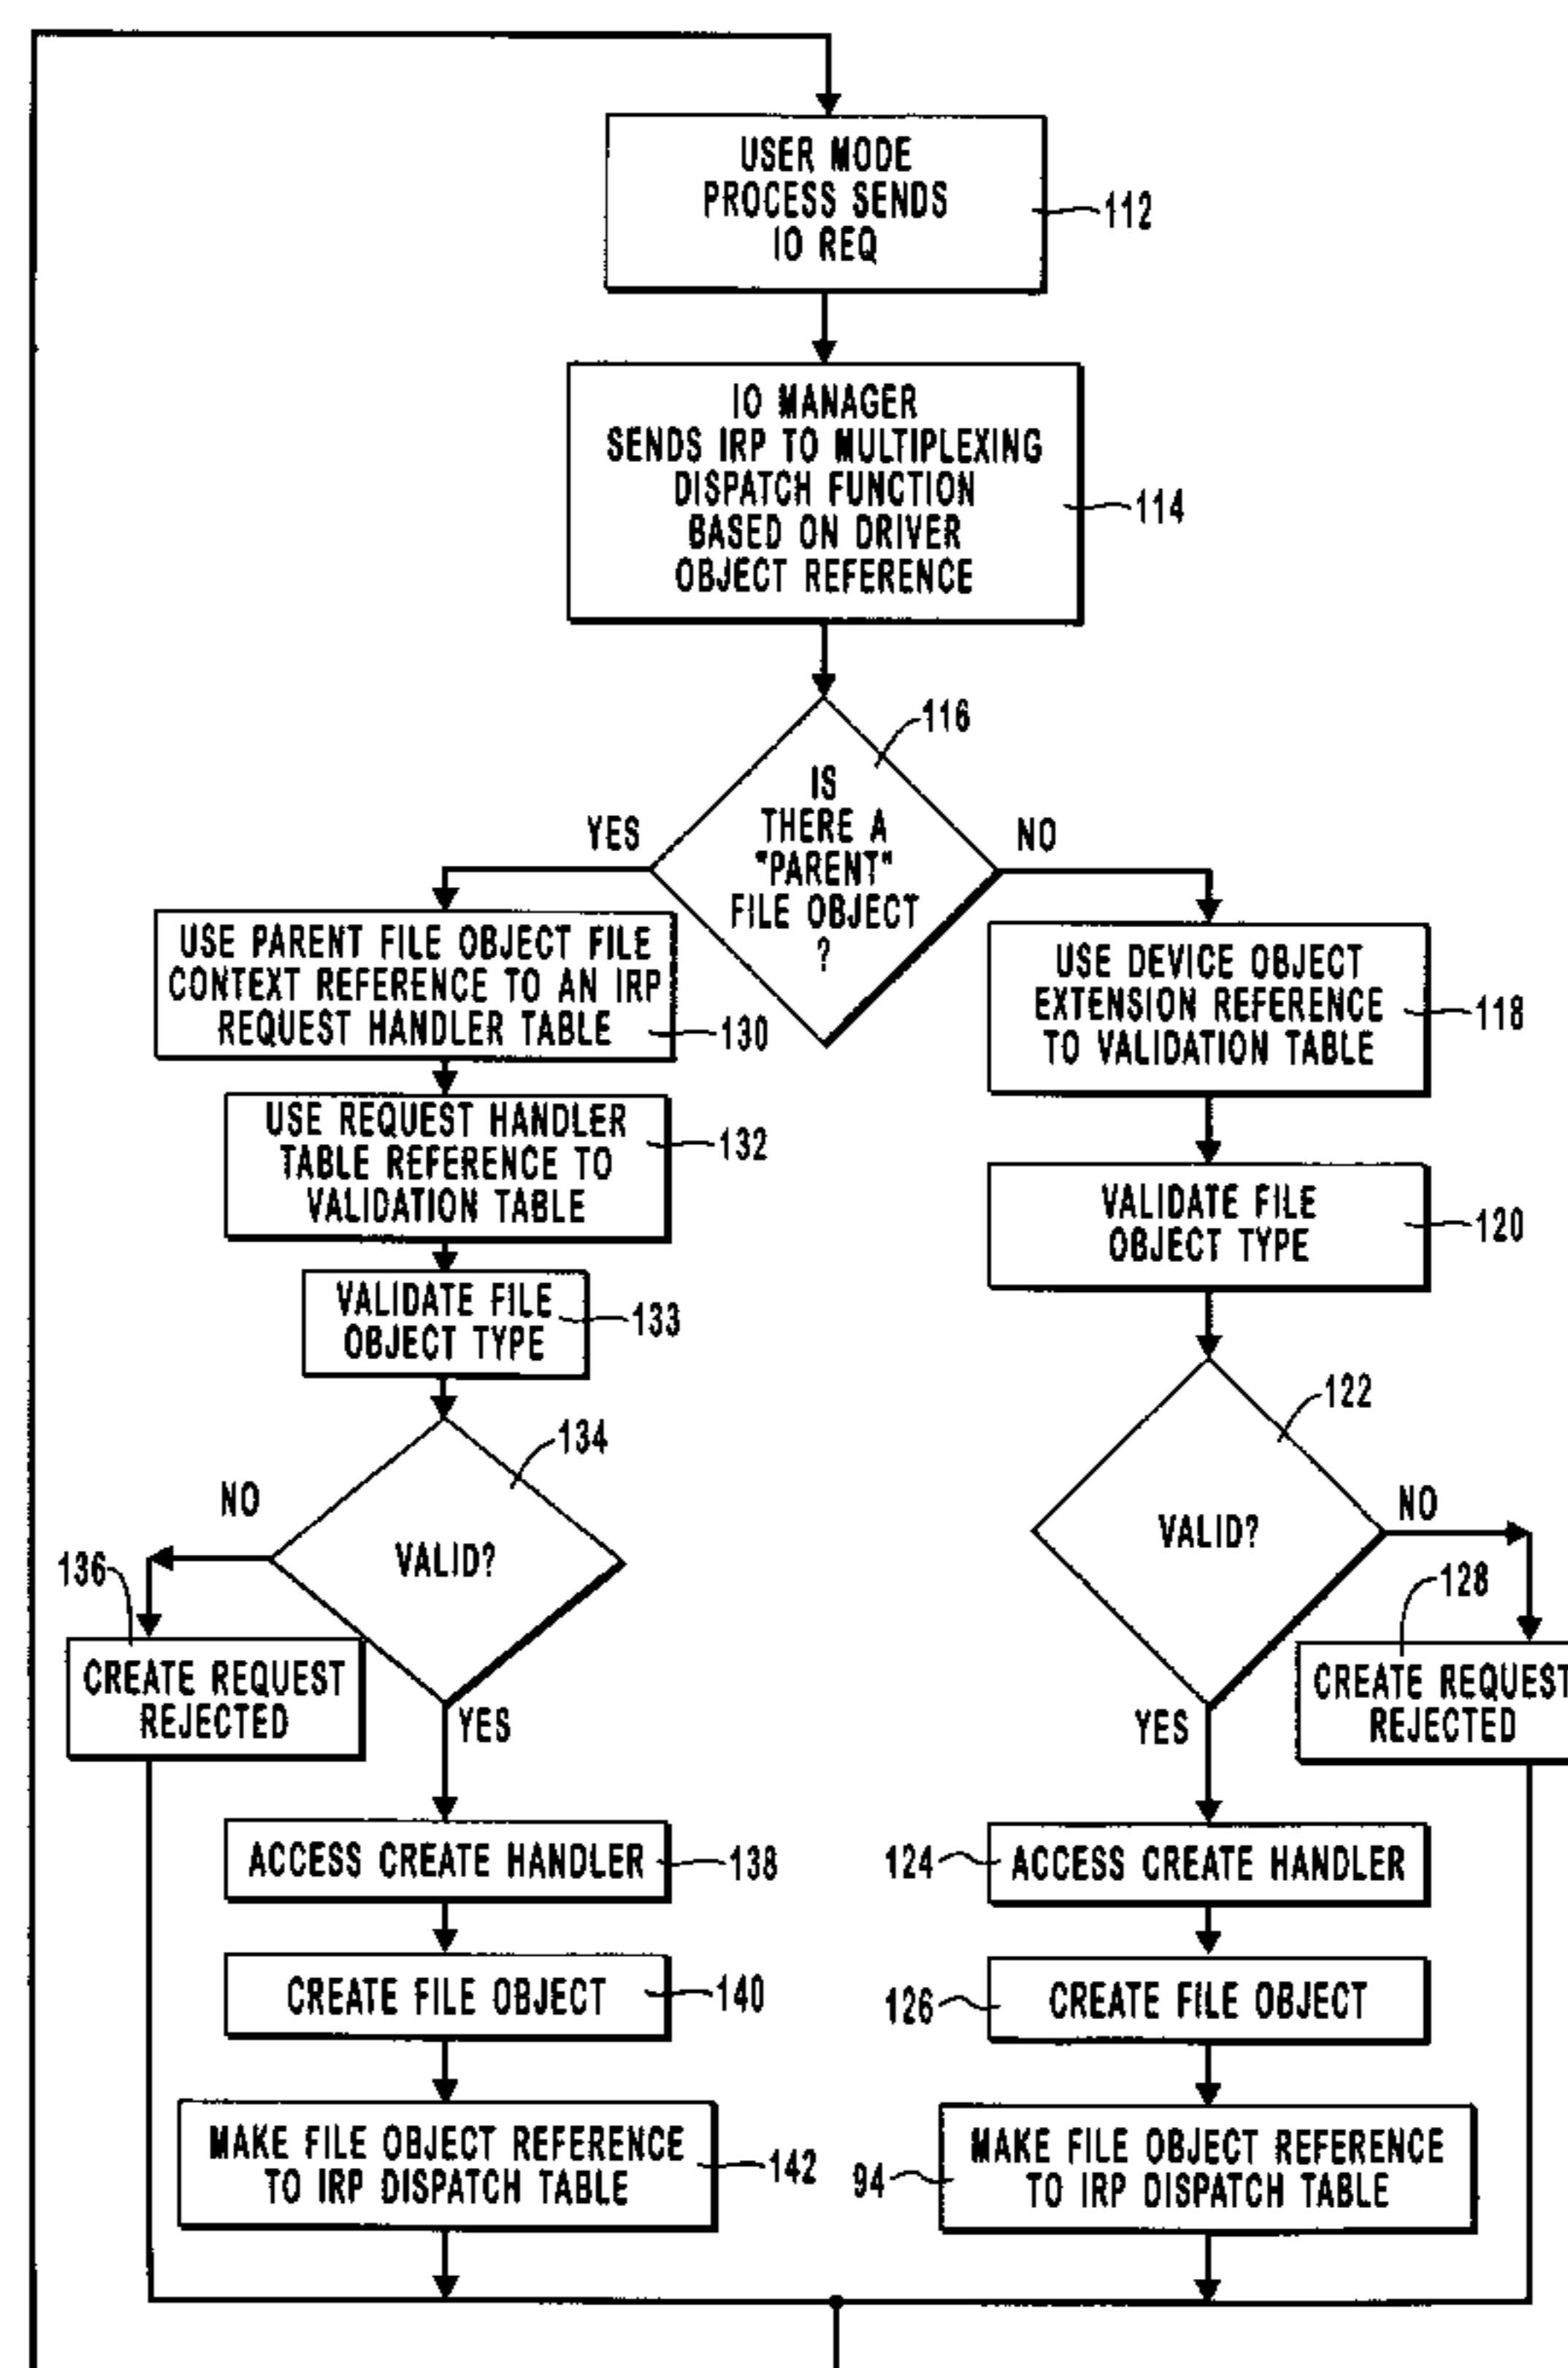 USER MODE
PROCESS SENDS
IO REQ
112
IO MANAGER
SENDS IRP TO MULTIPLEXING
DISPATCH FUNCTION
BASED ON DRIVER
OBJECT REFERENCE
114
116
IS
THERE A
"PARENT"
FILE OBJECT
?
YES
NO
USE PARENT FILE OBJECT FILE
CONTEXT REFERENCE TO AN IRP
REQUEST HANDLER TABLE
130
USE REQUEST HANDLER
TABLE REFERENCE TO
VALIDATION TABLE
132
VALIDATE FILE
OBJECT TYPE
133
134
VALID?
NO
YES
136
CREATE REQUEST
REJECTED
ACCESS CREATE HANDLER
138
CREATE FILE OBJECT
140
MAKE FILE OBJECT REFERENCE
TO IRP DISPATCH TABLE
142
USE DEVICE OBJECT
EXTENSION REFERENCE
TO VALIDATION TABLE
118
VALIDATE FILE
OBJECT TYPE
120
122
VALID?
NO
YES
128
CREATE REQUEST
REJECTED
124
ACCESS CREATE HANDLER
126
CREATE FILE OBJECT
94
MAKE FILE OBJECT REFERENCE
TO IRP DISPATCH TABLE